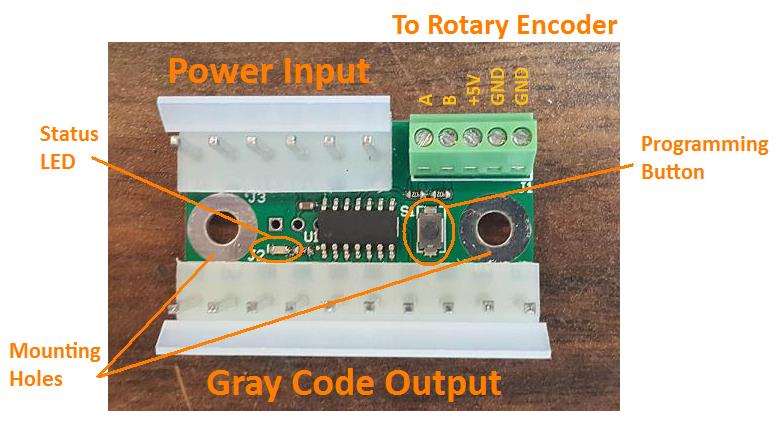 To Rotary Encoder
Power Input
A
B
+5V
GND
GND
Status
LED
Programming
Button
J3
S1
U1
J2
Mounting
Holes
Gray Code Output